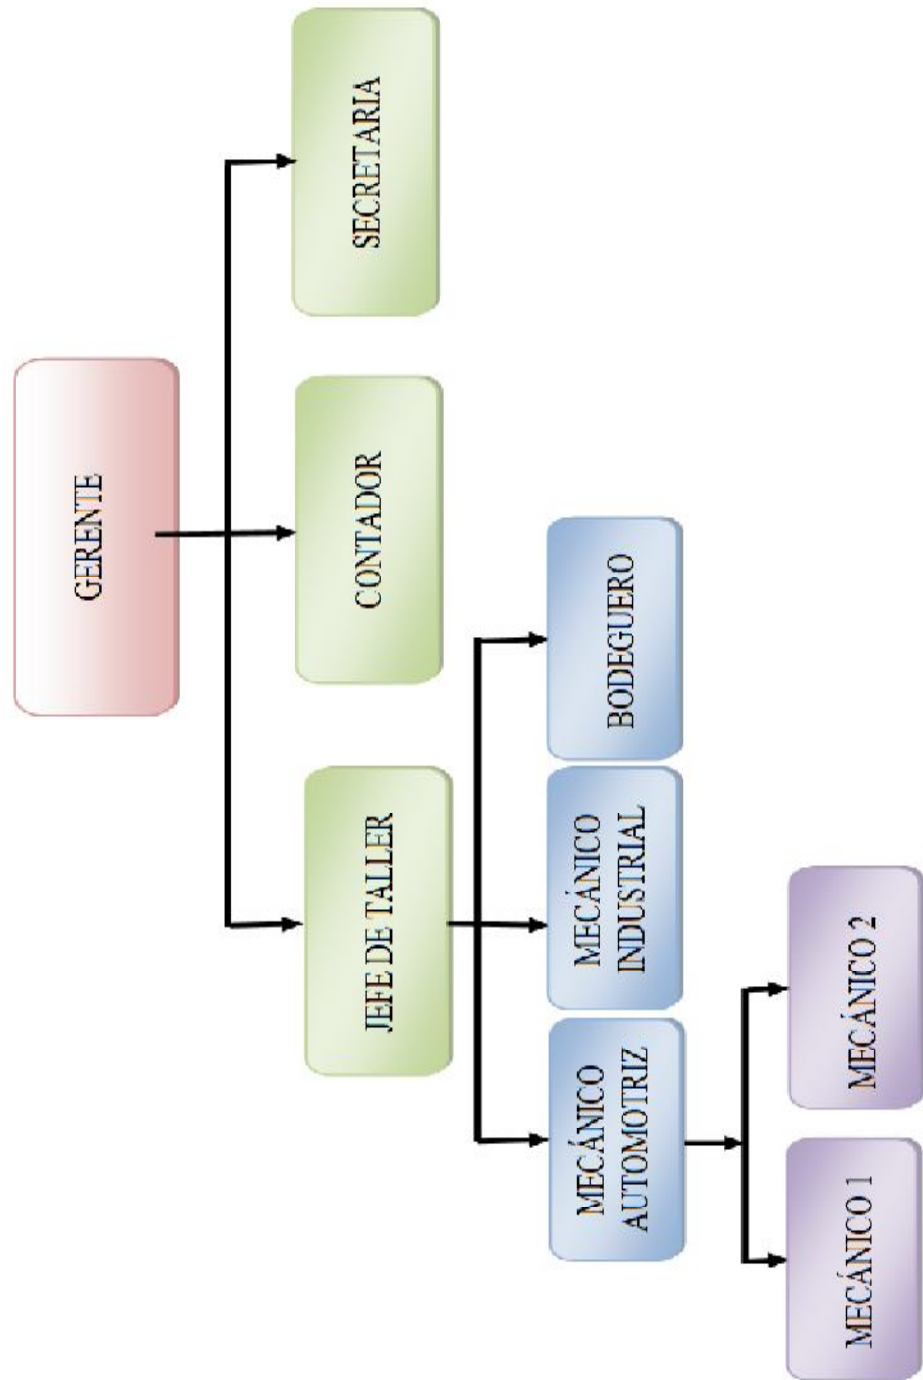 GERENTE
JEFE DE TALLER
CONTADOR
SECRETARIA
MECÁNICO
AUTOMOTRIZ
MECÁNICO
INDUSTRIAL
BODEGUERO
MECÁNICO 1
MECÁNICO 2